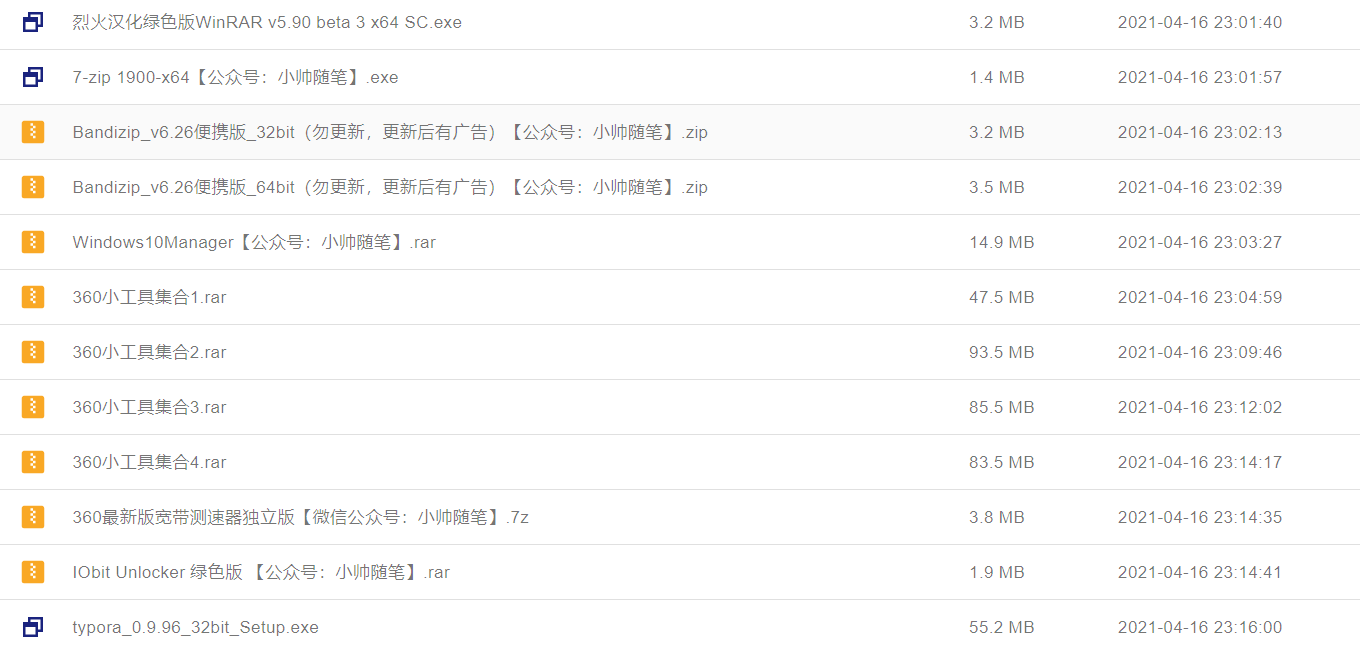 烈火汉化绿色版WinRAR v5.90 beta 3 x64 SC.exe 3.2 MB 2021-04-16 23:01:40
7-zip 1900-x64【公众号：小帅随笔】.exe 1.4 MB 2021-04-16 23:01:57
Bandizip_v6.26便携版_32bit（勿更新，更新后有广告）【公众号：小帅随笔】.zip 3.2 MB 2021-04-16 23:02:13
Bandizip_v6.26便携版_64bit（勿更新，更新后有广告）【公众号：小帅随笔】.zip 3.5 MB 2021-04-16 23:02:39
Windows10Manager【公众号：小帅随笔】.rar 14.9 MB 2021-04-16 23:03:27
360小工具集合1.rar 47.5 MB 2021-04-16 23:04:59
360小工具集合2.rar 93.5 MB 2021-04-16 23:09:46
360小工具集合3.rar 85.5 MB 2021-04-16 23:12:02
360小工具集合4.rar 83.5 MB 2021-04-16 23:14:17
360最新版宽带测速器独立版【微信公众号：小帅随笔】.7z 3.8 MB 2021-04-16 23:14:35
IObit Unlocker 绿色版 【公众号：小帅随笔】.rar 1.9 MB 2021-04-16 23:14:41
typora_0.9.96_32bit_Setup.exe 55.2 MB 2021-04-16 23:16:00